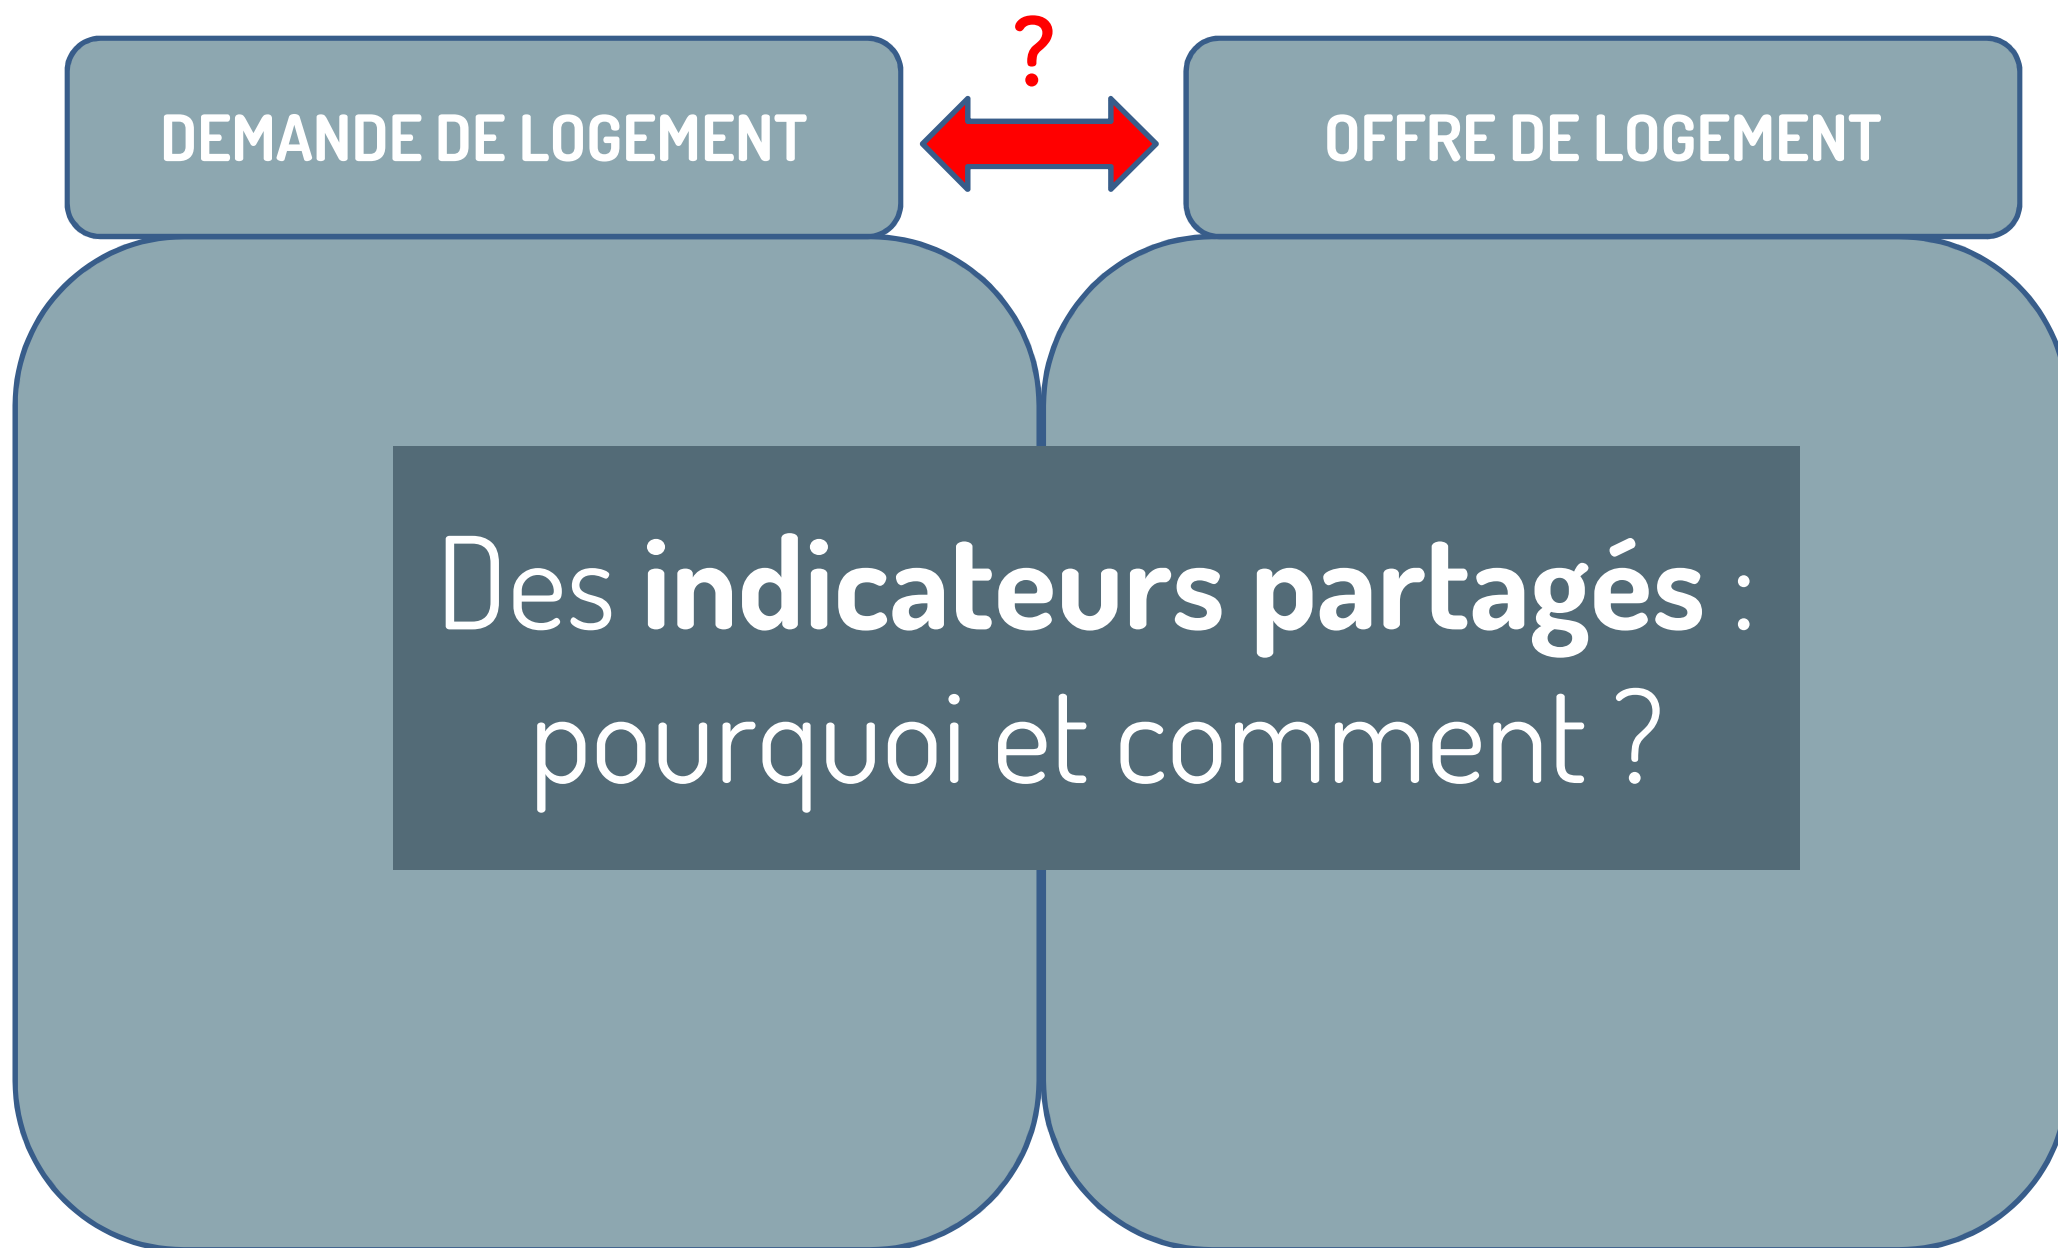 ?
DEMANDE DE LOGEMENT
OFFRE DE LOGEMENT
Des indicateurs partagés :
pourquoi et comment ?